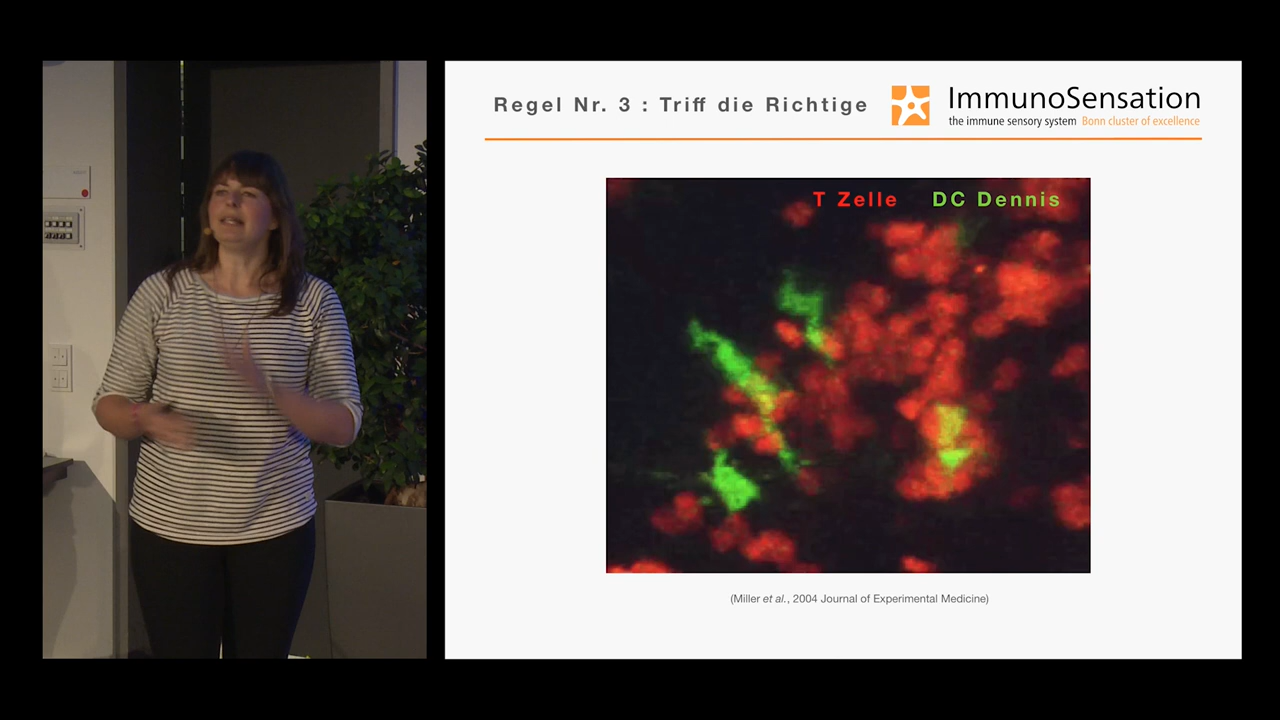 Regel Nr. 3 : Triff die Richtige
ImmunoSensation
the immune sensory system Bonn cluster of excellence
T Zelle DC Dennis
(Miller et al., 2004 Journal of Experimental Medicine)